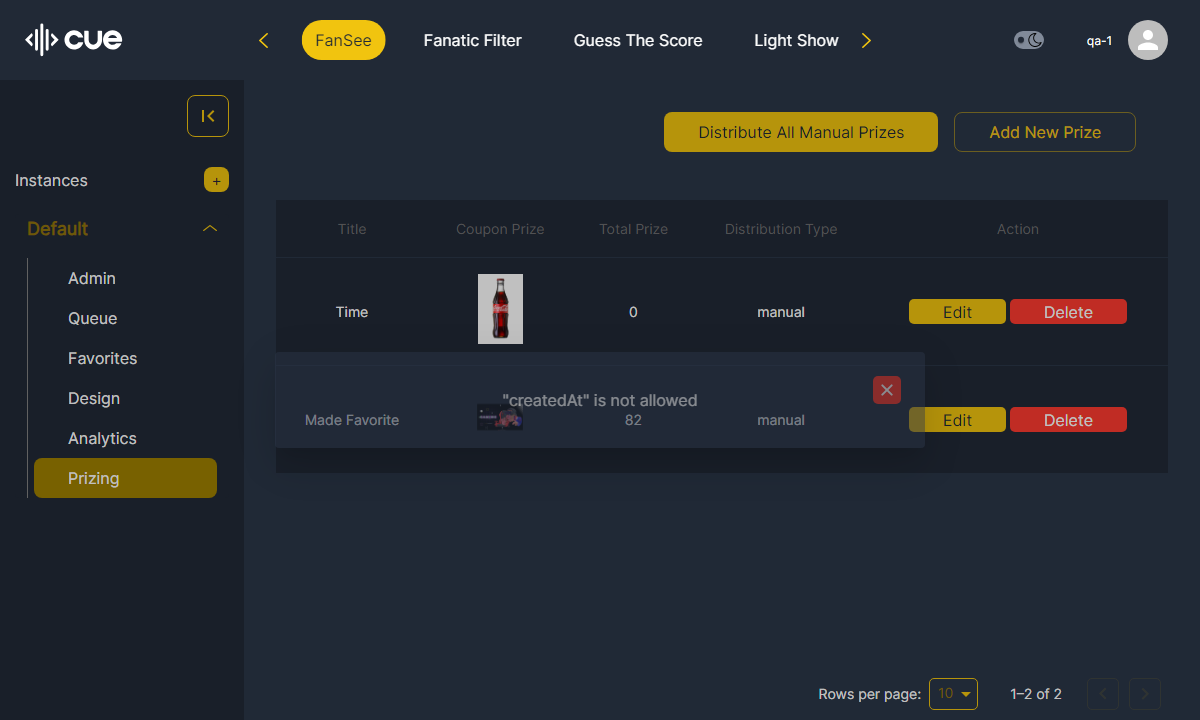 cue
FanSee
Fanatic Filter
Guess The Score
Light Show
qa-1
Instances
+
Default
Admin
Queue
Favorites
Design
Analytics
Prizing
Distribute All Manual Prizes
Add New Prize
Title Coupon Prize Total Prize Distribution Type Action
Time 0 manual Edit Delete
"createdAt" is not allowed
Made Favorite 82 manual Edit Delete
Rows per page: 10 1–2 of 2